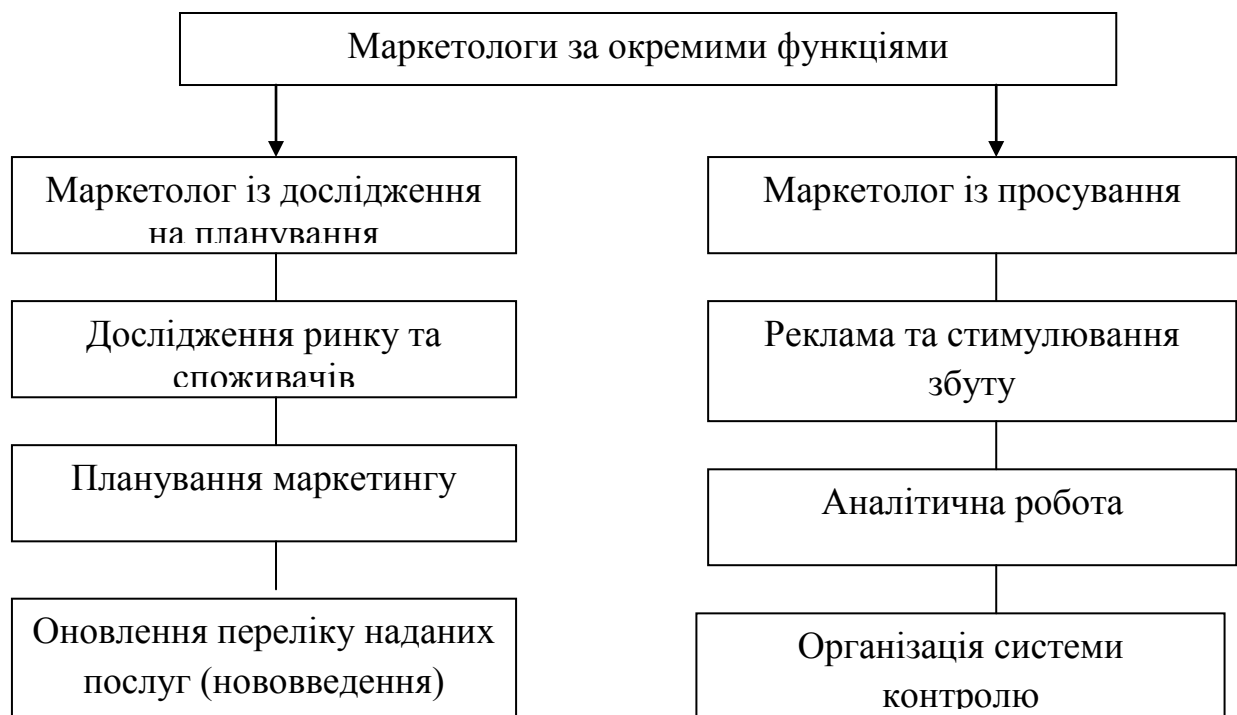 Маркетологи за окремими функціями
Маркетолог із дослідження
на планування
Маркетолог із просування
Дослідження ринку та
споживачів
Реклама та стимулювання
збуту
Планування маркетингу
Аналітична робота
Оновлення переліку наданих
послуг (нововведення)
Організація системи
контролю